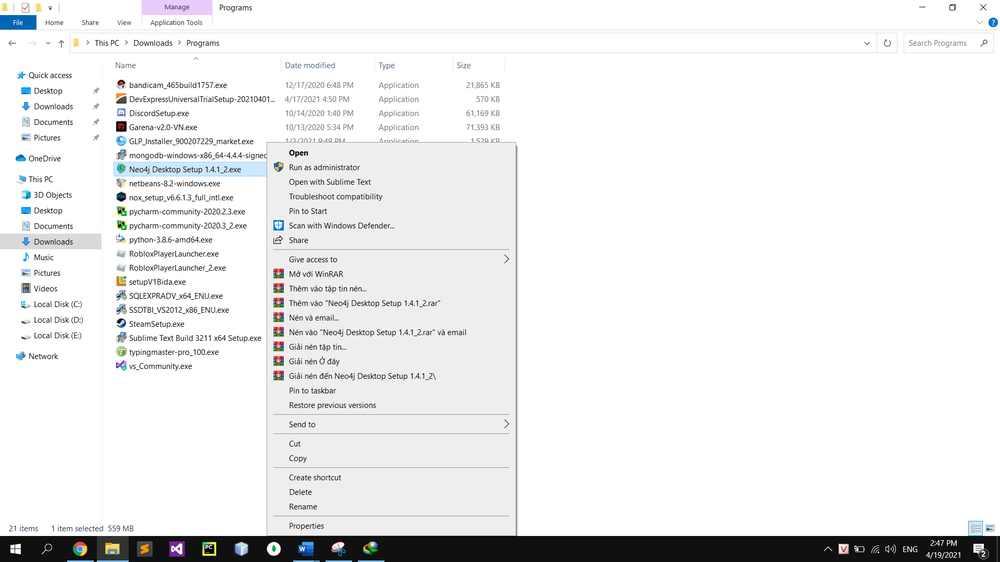 Manage
Programs
File
Home
Share
View
Application Tools
This PC
Downloads
Programs
Search Programs
Name
Date modified
Type
Size
Quick access
Desktop
Downloads
Documents
Pictures
OneDrive
This PC
3D Objects
Desktop
Documents
Downloads
Music
Pictures
Videos
Local Disk (C:)
Local Disk (D:)
Local Disk (E:)
Network
bandicam_465build1757.exe 12/17/2020 6:48 PM Application 21,865 KB
DevExpressUniversalTrialSetup-20210401... 4/17/2021 4:50 PM Application 570 KB
DiscordSetup.exe 10/14/2020 1:40 PM Application 61,169 KB
Garena-v2.0-VN.exe 10/13/2020 5:34 PM Application 71,393 KB
GLP_Installer_900207229_market.exe 1/3/2021 9:49 PM Application 1,529 KB
mongodb-windows-x86_64-4.4.4-signed
Neo4j Desktop Setup 1.4.1_2.exe
netbeans-8.2-windows.exe
nox_setup_v6.6.1.3_full_intl.exe
pycharm-community-2020.2.3.exe
pycharm-community-2020.3_2.exe
python-3.8.6-amd64.exe
RobloxPlayerLauncher.exe
RobloxPlayerLauncher_2.exe
setupV1Bida.exe
SQLEXPRADV_x64_ENU.exe
SSDTBI_VS2012_x86_ENU.exe
SteamSetup.exe
Sublime Text Build 3211 x64 Setup.exe
typingmaster-pro_100.exe
vs_Community.exe
Open
Run as administrator
Open with Sublime Text
Troubleshoot compatibility
Pin to Start
Scan with Windows Defender...
Share
Give access to
Mở với WinRAR
Thêm vào tập tin nén...
Thêm vào "Neo4j Desktop Setup 1.4.1_2.rar"
Nén và email...
Nén vào "Neo4j Desktop Setup 1.4.1_2.rar" và email
Giải nén tập tin...
Giải nén Ở đây
Giải nén đến Neo4j Desktop Setup 1.4.1_2\
Pin to taskbar
Restore previous versions
Send to
Cut
Copy
Create shortcut
Delete
Rename
Properties
21 items
1 item selected 559 MB
ENG
2:47 PM
4/19/2021
2